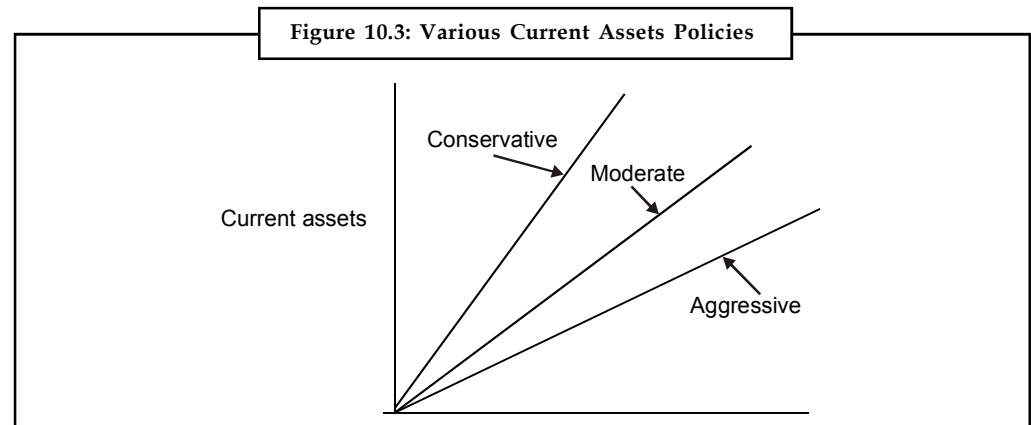 Figure 10.3: Various Current Assets Policies
Conservative
Moderate
Current assets
Aggressive